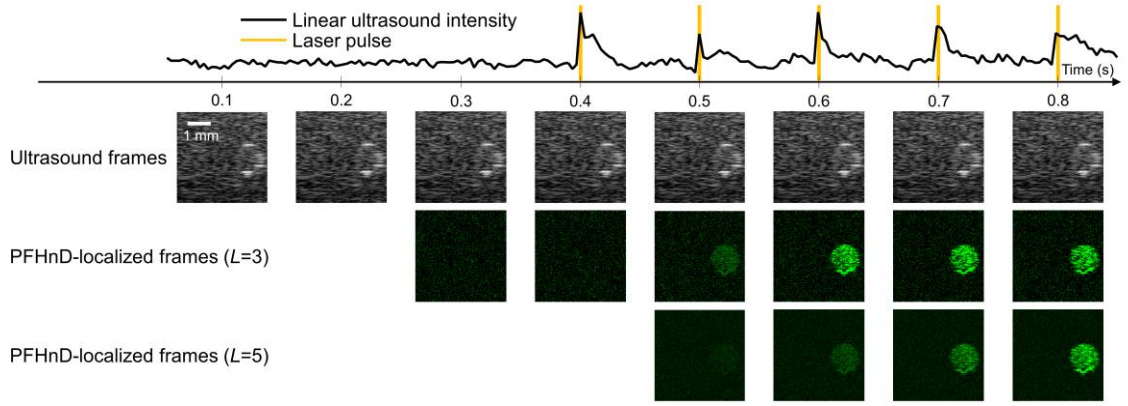 Linear ultrasound intensity
Laser pulse
Time (s)
0.1 0.2 0.3 0.4 0.5 0.6 0.7 0.8
1 mm
Ultrasound frames
PFHnD-localized frames (L=3)
PFHnD-localized frames (L=5)